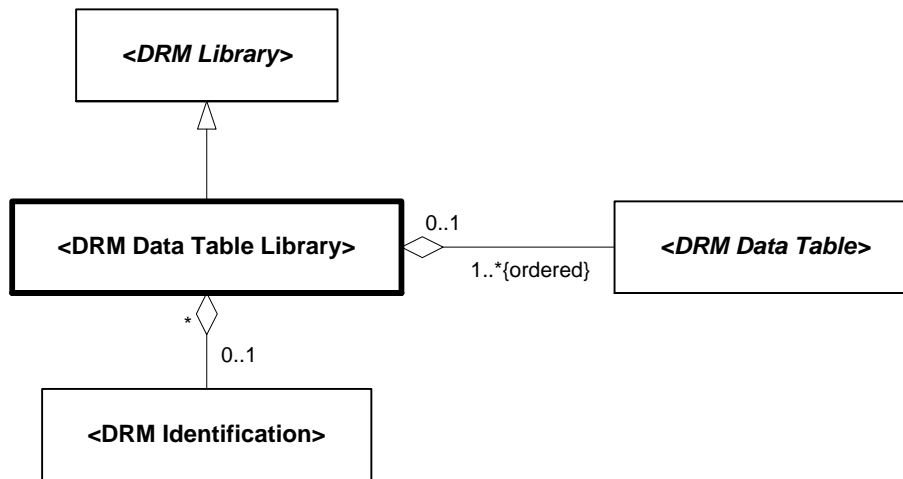 <DRM Library>
<DRM Data Table Library>
0..1
1..*{ordered}
<DRM Data Table>
*
0..1
<DRM Identification>